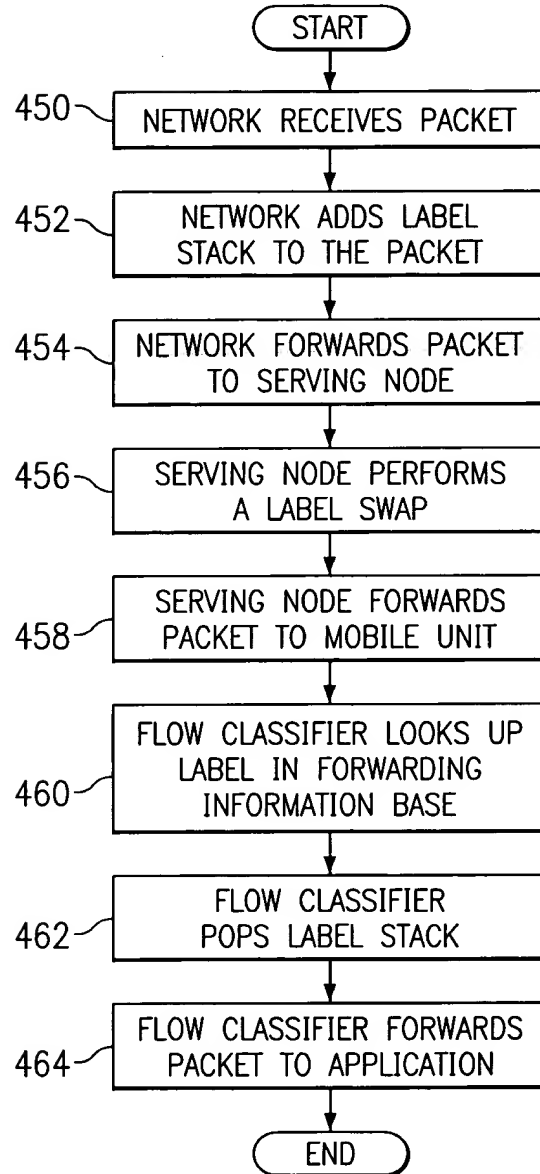 START
450
NETWORK RECEIVES PACKET
452
NETWORK ADDS LABEL
STACK TO THE PACKET
454
NETWORK FORWARDS PACKET
TO SERVING NODE
456
SERVING NODE PERFORMS
A LABEL SWAP
458
SERVING NODE FORWARDS
PACKET TO MOBILE UNIT
460
FLOW CLASSIFIER LOOKS UP
LABEL IN FORWARDING
INFORMATION BASE
462
FLOW CLASSIFIER
POPS LABEL STACK
464
FLOW CLASSIFIER FORWARDS
PACKET TO APPLICATION
END